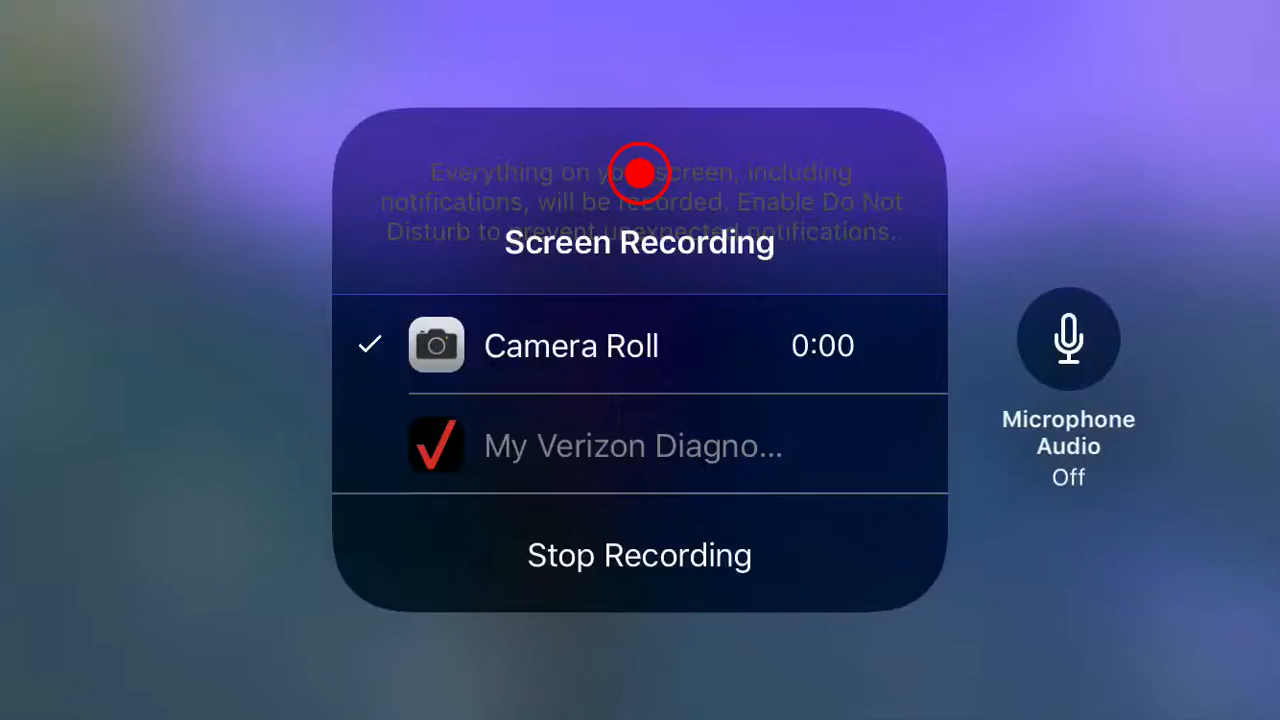 Everything on your screen, including
notifications, will be recorded. Enable Do Not
Disturb to prevent unexpected notifications.
Screen Recording
Camera Roll 0:00
My Verizon Diagno...
Stop Recording
Microphone
Audio
Off